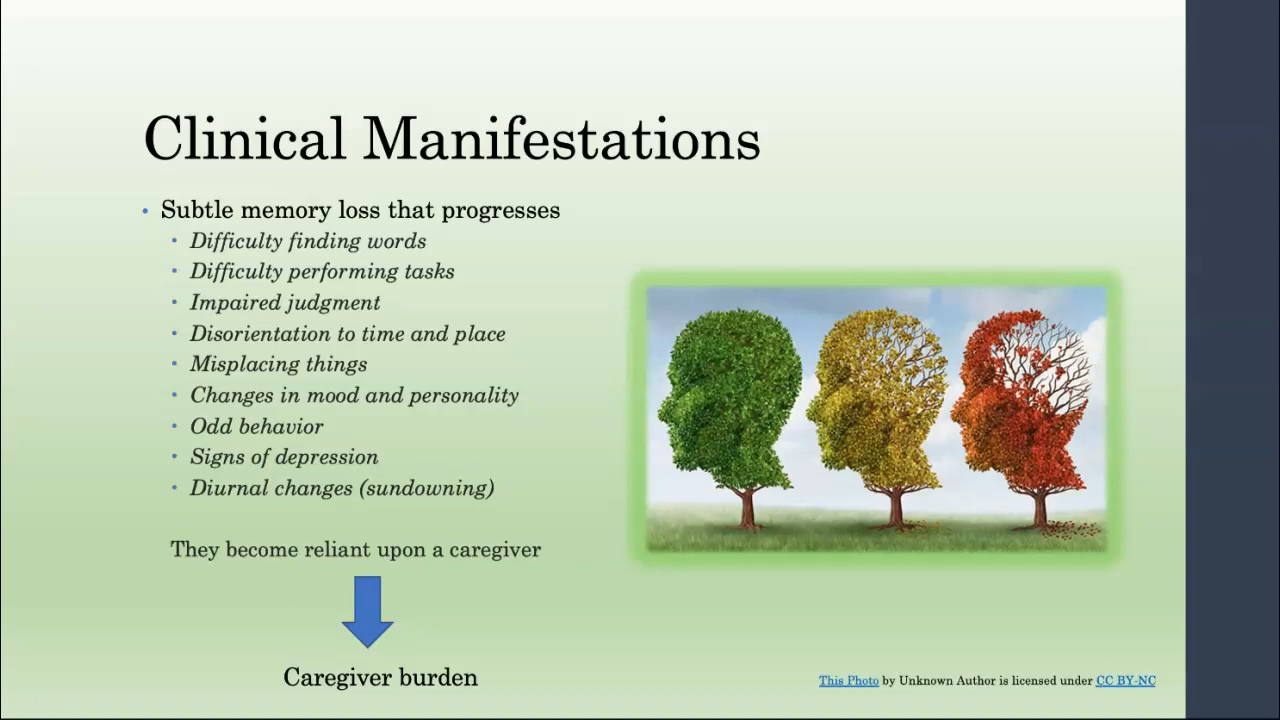 Clinical Manifestations
• Subtle memory loss that progresses
• Difficulty finding words
• Difficulty performing tasks
• Impaired judgment
• Disorientation to time and place
• Misplacing things
• Changes in mood and personality
• Odd behavior
• Signs of depression
• Diurnal changes (sundowning)
They become reliant upon a caregiver
Caregiver burden
This Photo by Unknown Author is licensed under CC BY-NC